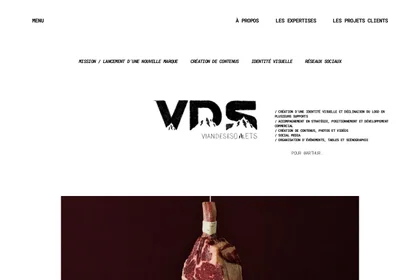 MENU
À PROPOS
LES EXPERTISES
LES PROJETS CLIENTS
MISSION / LANCEMENT D'UNE NOUVELLE MARQUE
CRÉATION DE CONTENUS
IDENTITÉ VISUELLE
RÉSEAUX SOCIAUX
VDS
/ CRÉATION D'UNE IDENTITÉ VISUELLE ET DÉCLINAISON DU LOGO EN
PLUSIEURS SUPPORTS
/ ACCOMPAGNEMENT EN STRATÉGIE, POSITIONNEMENT ET DÉVELOPPEMENT
COMMERCIAL
/ CRÉATION DE CONTENUS, PHOTOS ET VIDÉOS
/ SOCIAL MEDIA
/ ORGANISATION D'ÉVÉNEMENTS, TABLES ET SCÉNOGRAPHIES
POUR